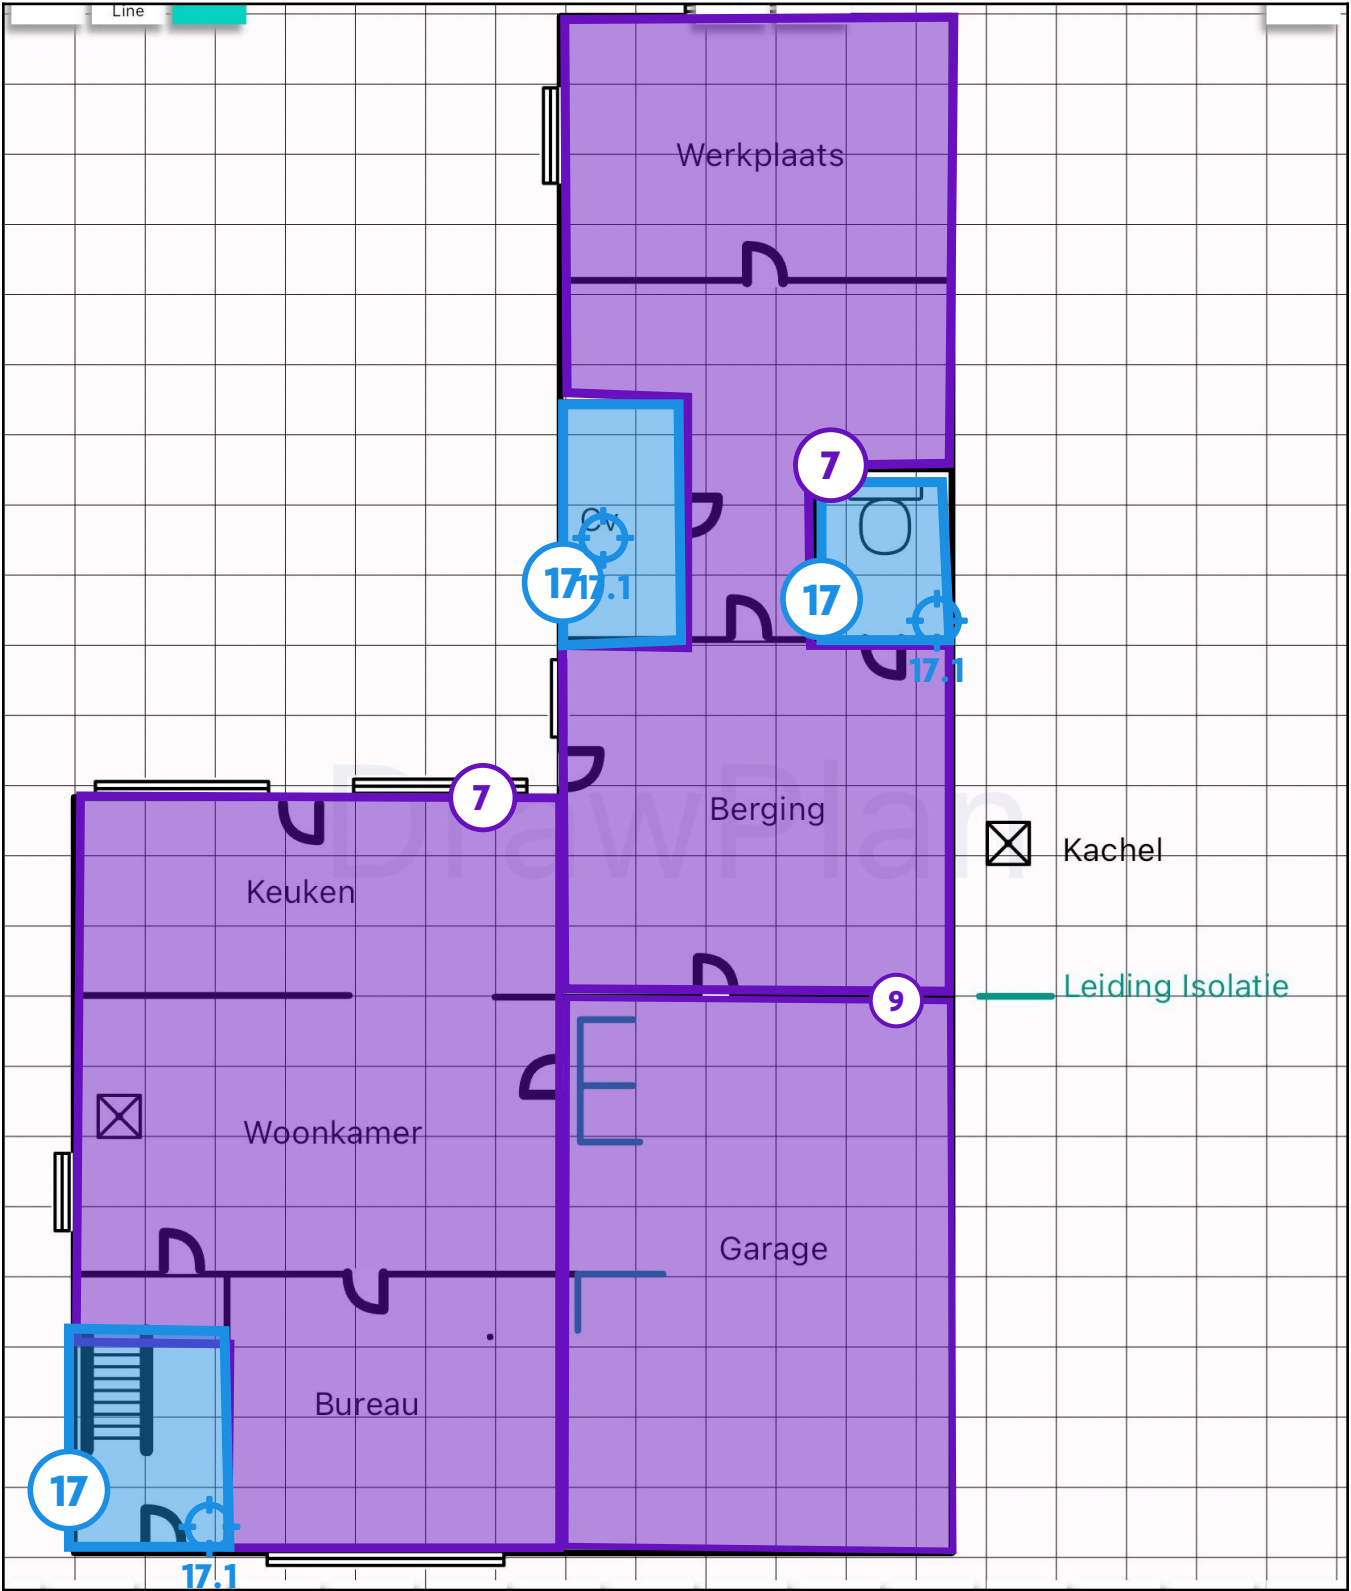 Line
Werkplaats
7
Cv
17
17.1
17
17.1
DrawPlan
7
Berging
Kachel
Keuken
Leiding Isolatie
9
Woonkamer
Garage
Bureau
17
17.1